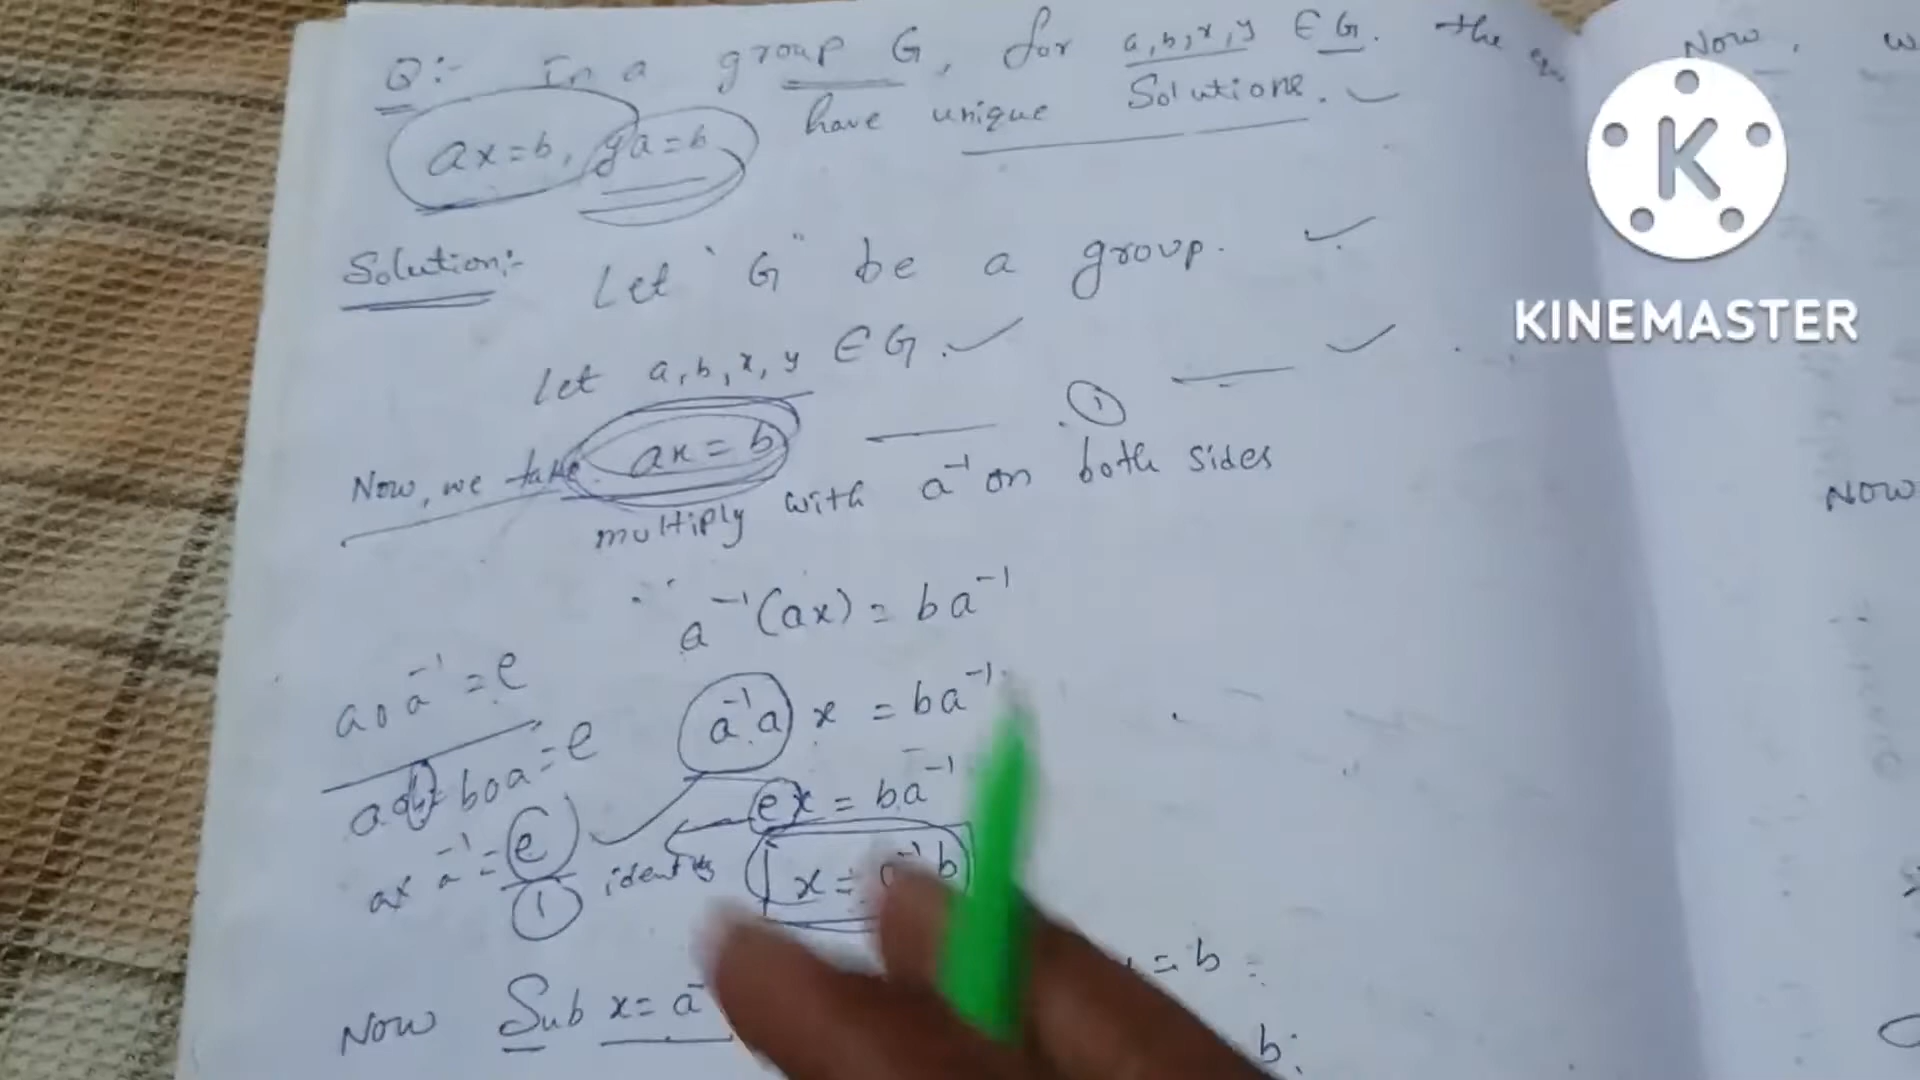 Q:- In a group G, for a,b,x,y ∈ G. the
ax=b, ya=b have unique Solutions.
Solution:- Let "G" be a group.
Let a,b,x,y ∈ G.
Now, we take ax=b ①
multiply with a⁻¹ on both sides
a⁻¹(ax) = ba⁻¹
a⁻¹a x = ba⁻¹
ex = ba⁻¹
x = a⁻¹b
a o a⁻¹ = e
boa = e
a x a⁻¹ = e
① identity
Now Sub x = a
= b
b
Now, 
Now
K
KINEMASTER